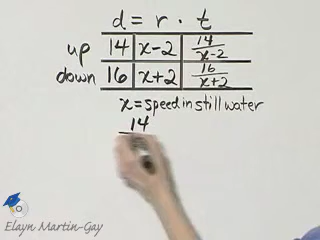 d = r · t
up 14 x-2 14/x-2
down 16 x+2 16/x+2
x = speed in still water
14
Elayn Martin-Gay